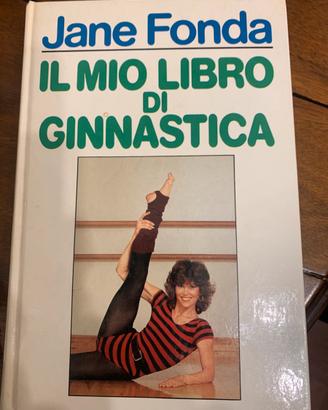 Jane Fonda
IL MIO LIBRO
DI
GINNASTICA